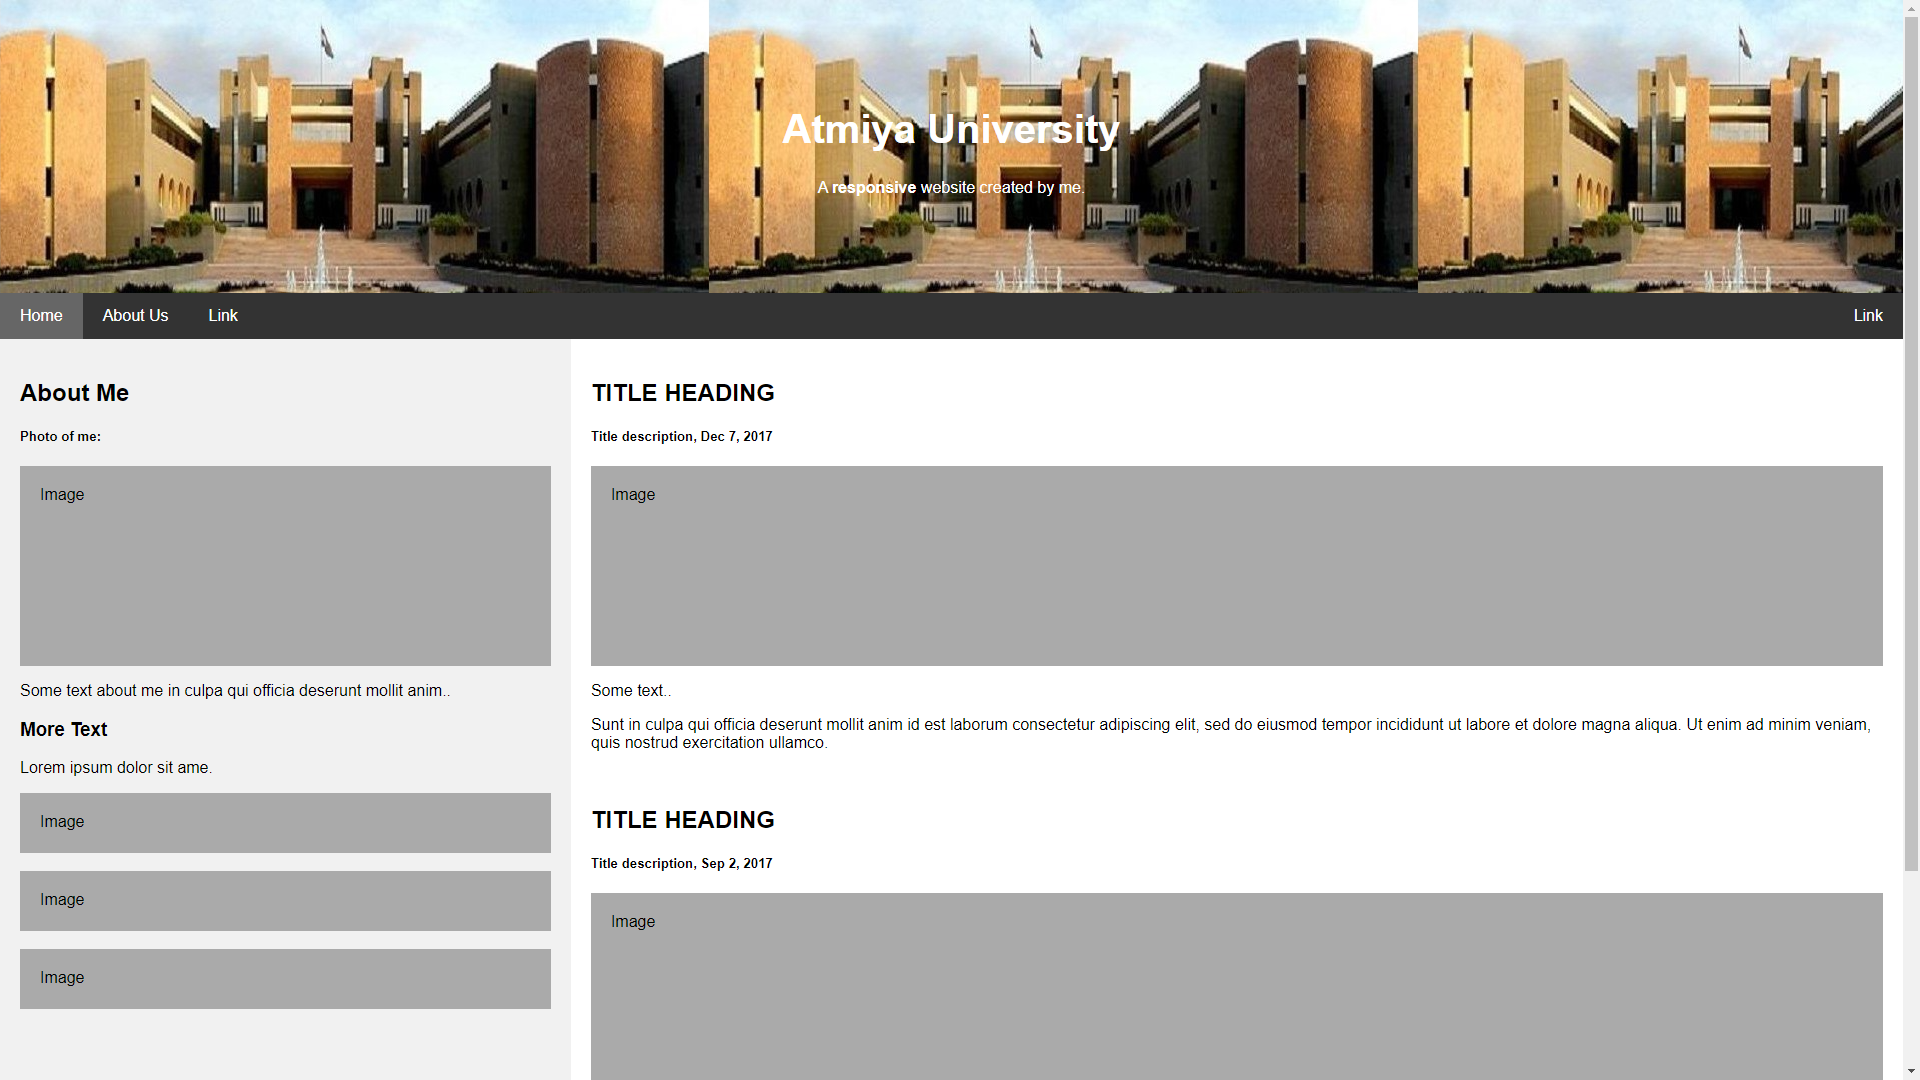 Atmiya University
A responsive website created by me.
Home
About Us
Link
Link
About Me
Photo of me:
Image
Some text about me in culpa qui officia deserunt mollit anim..
More Text
Lorem ipsum dolor sit ame.
Image
Image
Image
TITLE HEADING
Title description, Dec 7, 2017
Image
Some text..
Sunt in culpa qui officia deserunt mollit anim id est laborum consectetur adipiscing elit, sed do eiusmod tempor incididunt ut labore et dolore magna aliqua. Ut enim ad minim veniam,
quis nostrud exercitation ullamco.
TITLE HEADING
Title description, Sep 2, 2017
Image